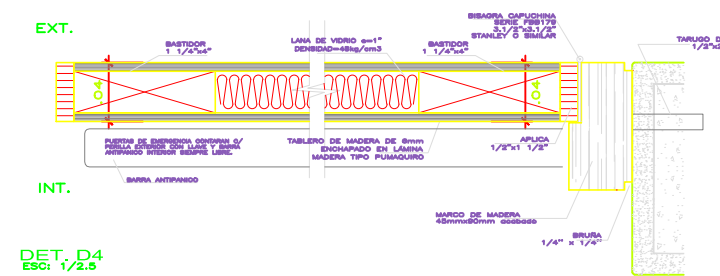 EXT.
BISAGRA CAPUCHINA
SERIE FBB179
3.1/2"x3.1/2"
STANLEY O SIMILAR
BASTIDOR
1 1/4"x4"
LANA DE VIDRIO e=1"
DENSIDAD=48kg/cm3
BASTIDOR
1 1/4"x4"
TARUGO D
1/2"x
.04
.04
PUERTAS DE EMERGENCIA CONTARAN C/
PERILLA EXTERIOR CON LLAVE Y BARRA
ANTIPANICO INTERIOR SIEMPRE LIBRE.
TABLERO DE MADERA DE 6mm
ENCHAPADO EN LÁMINA
MADERA TIPO PUMAQUIRO
APLICA
1/2"x1 1/2"
BARRA ANTIPANICO
INT.
MARCO DE MADERA
45mmx90mm acabado
BRUÑA
1/4" x 1/4"
DET. D4
ESC: 1/2.5